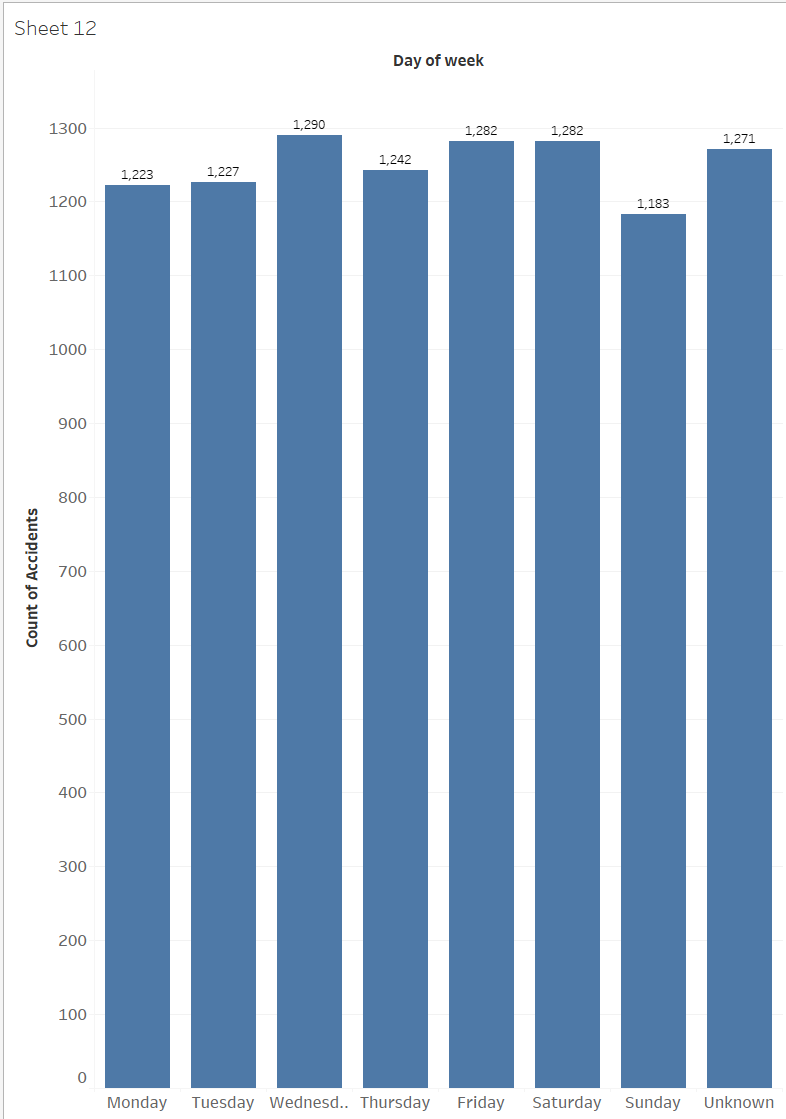 Sheet 12
Day of week
Count of Accidents
1300
1200
1100
1000
900
800
700
600
500
400
300
200
100
0
1,223
1,227
1,290
1,242
1,282
1,282
1,183
1,271
Monday
Tuesday
Wednesd..
Thursday
Friday
Saturday
Sunday
Unknown